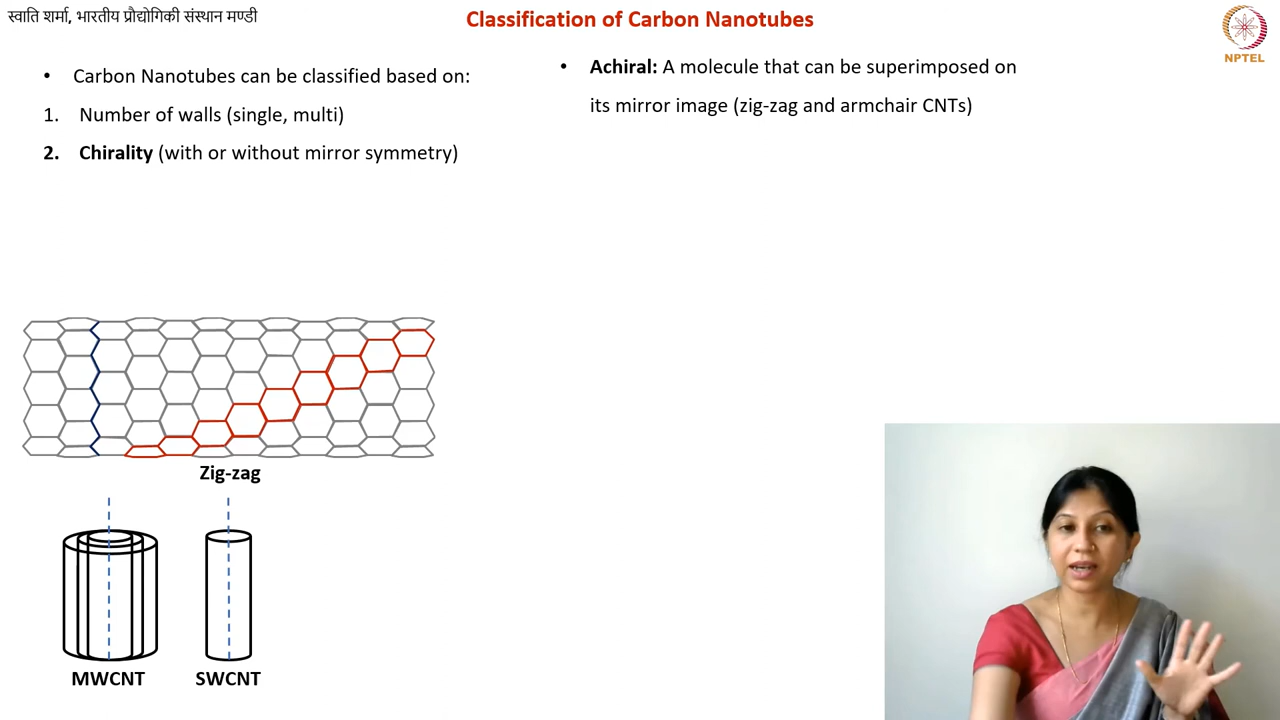 स्वाति शर्मा, भारतीय प्रौद्योगिकी संस्थान मण्डी
Classification of Carbon Nanotubes
NPTEL
• Carbon Nanotubes can be classified based on:
1. Number of walls (single, multi)
2. Chirality (with or without mirror symmetry)
• Achiral: A molecule that can be superimposed on
its mirror image (zig-zag and armchair CNTs)
Zig-zag
MWCNT
SWCNT